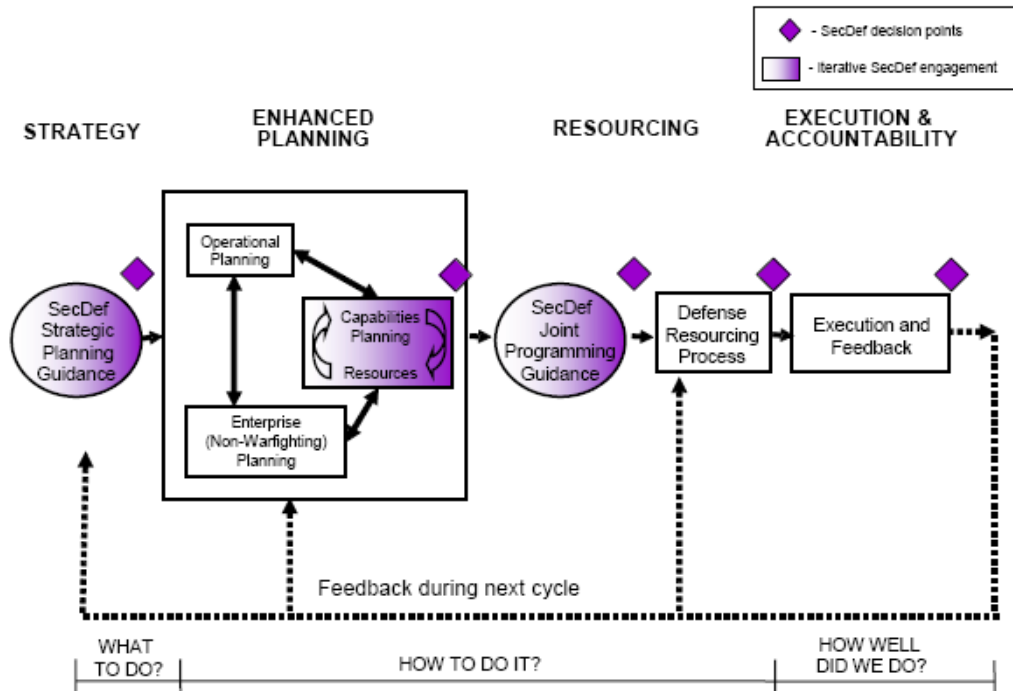 - SecDef decision points
- Iterative SecDef engagement
STRATEGY
ENHANCED
PLANNING
RESOURCING
EXECUTION &
ACCOUNTABILITY
SecDef
Strategic
Planning
Guidance
Operational
Planning
Capabilities
Planning
Resources
Enterprise
(Non-Warfighting)
Planning
SecDef
Joint
Programming
Guidance
Defense
Resourcing
Process
Execution and
Feedback
Feedback during next cycle
WHAT
TO DO?
HOW TO DO IT?
HOW WELL
DID WE DO?